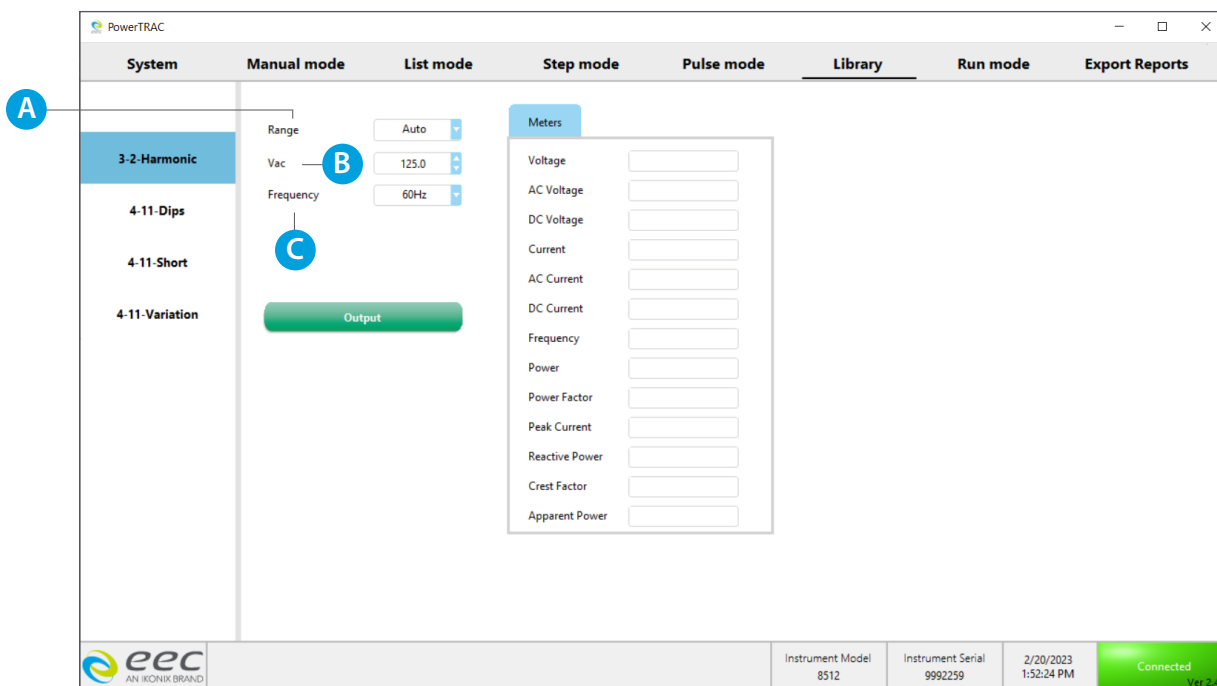 PowerTRAC
System Manual mode List mode Step mode Pulse mode Library Run mode Export Reports
A
3-2-Harmonic
4-11-Dips
4-11-Short
4-11-Variation
Range Auto
Vac B 125.0
Frequency 60Hz
C
Output
Meters
Voltage
AC Voltage
DC Voltage
Current
AC Current
DC Current
Frequency
Power
Power Factor
Peak Current
Reactive Power
Crest Factor
Apparent Power
eec
eec
AN IKONIX BRAND
Instrument Model
8512
Instrument Serial
9992259
2/20/2023
1:52:24 PM
Connected